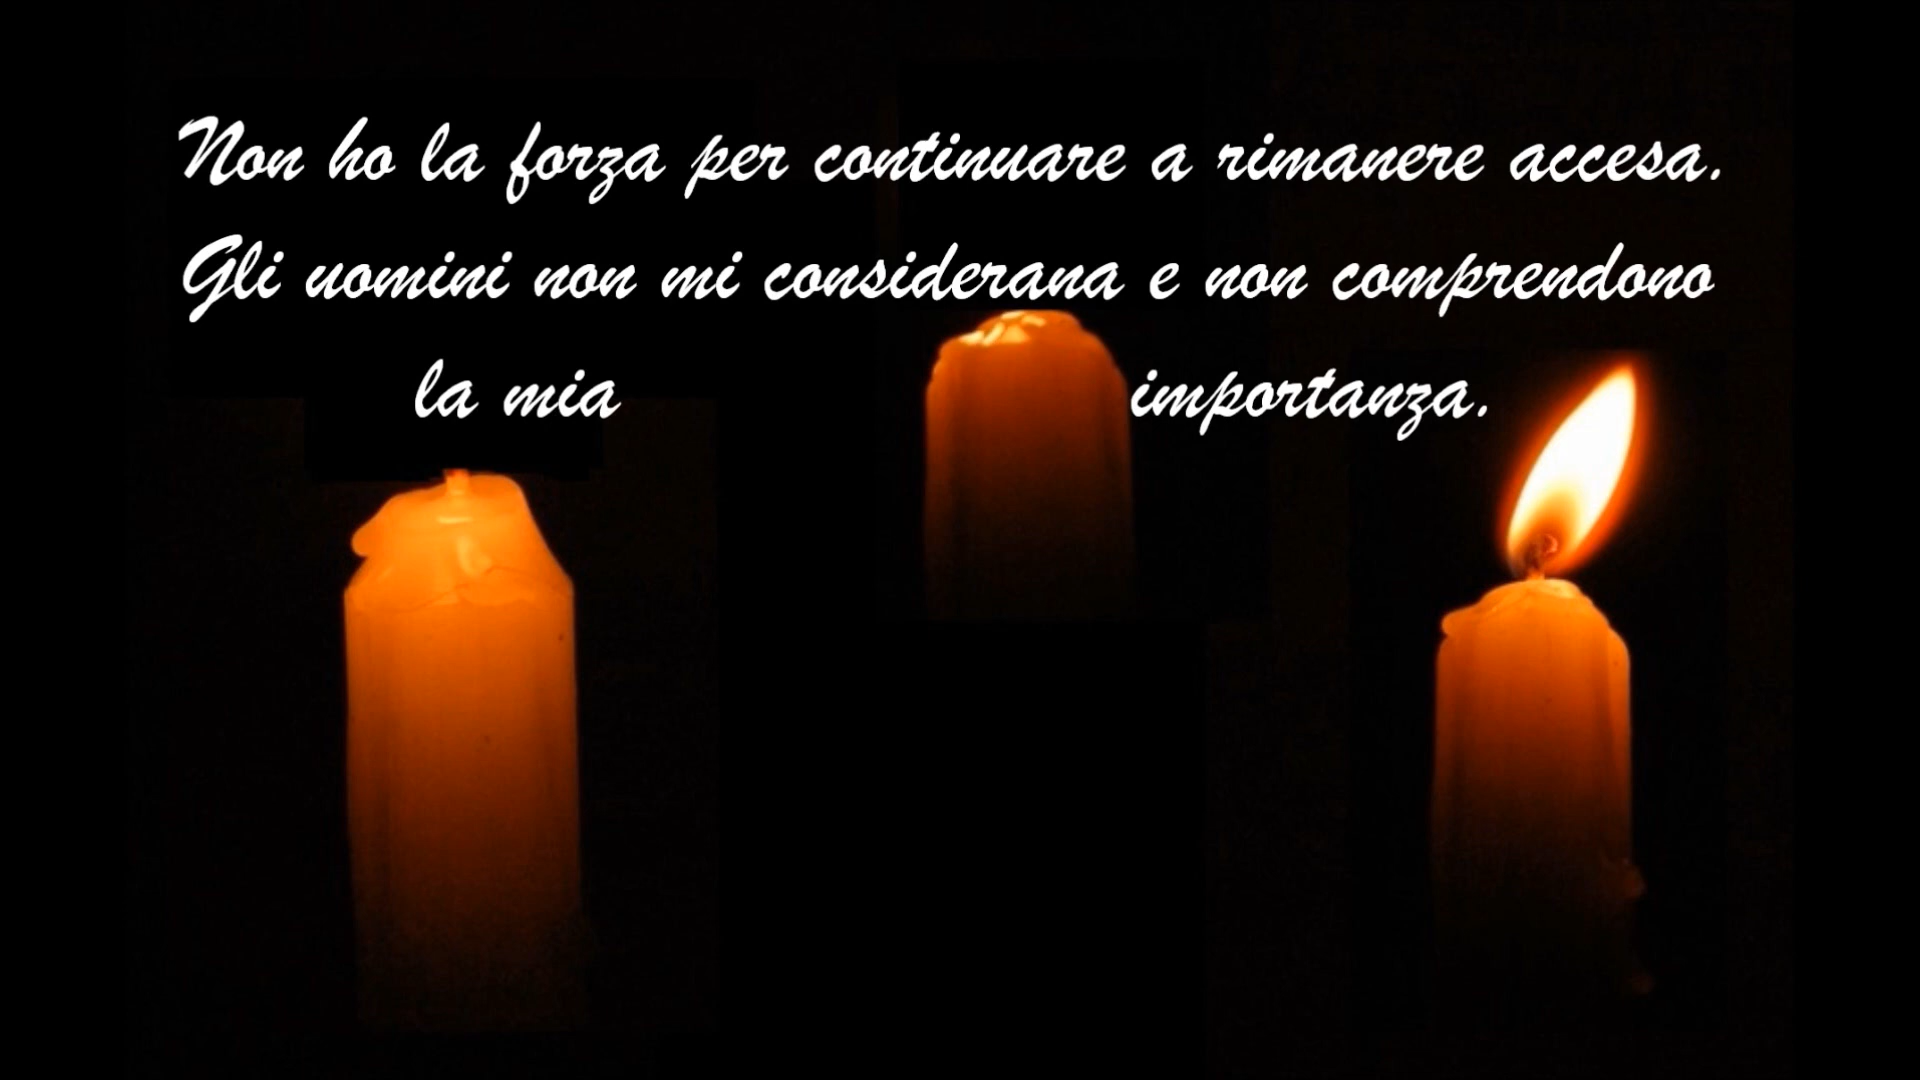 Non ho la forza per continuare a rimanere accesa.
Gli uomini non mi considerana e non comprendono
la mia importanza.